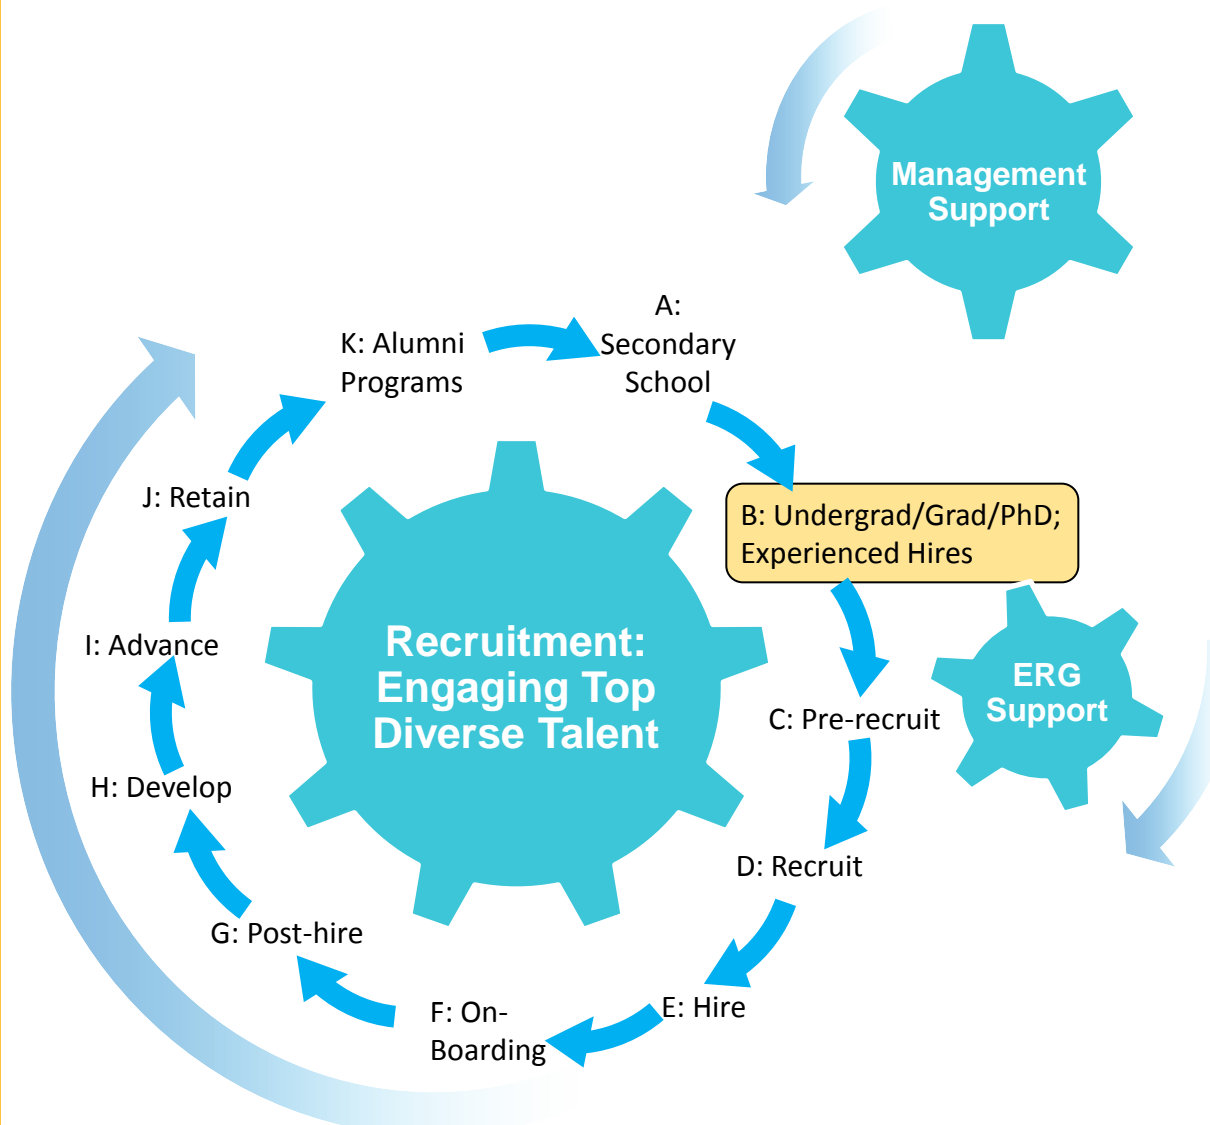 Management
Support
A:
Secondary
School
K: Alumni
Programs
J: Retain
B: Undergrad/Grad/PhD;
Experienced Hires
I: Advance
Recruitment:
Engaging Top
Diverse Talent
ERG
Support
C: Pre-recruit
H: Develop
D: Recruit
G: Post-hire
E: Hire
F: On-
Boarding